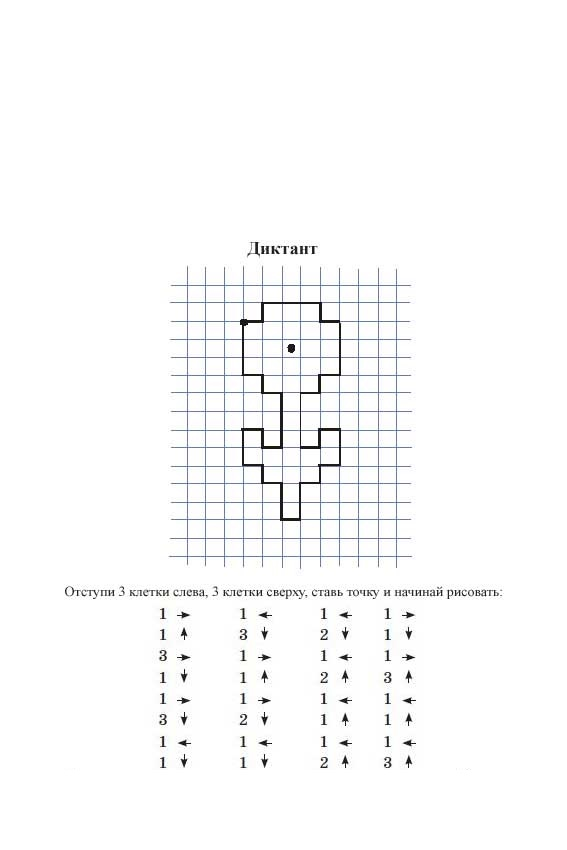 Диктант
Отступи 3 клетки слева, 3 клетки сверху, ставь точку и начинай рисовать:
1 → 1 ← 1 ← 1 →
1 ↑ 3 ↓ 2 ↓ 1 ↓
3 → 1 → 1 ← 1 →
1 ↓ 1 ↑ 2 ↑ 3 ↑
1 → 1 → 1 ← 1 ←
3 ↓ 2 ↓ 1 ↑ 1 ↑
1 ← 1 ← 1 ← 1 ←
1 ↓ 1 ↓ 2 ↑ 3 ↑